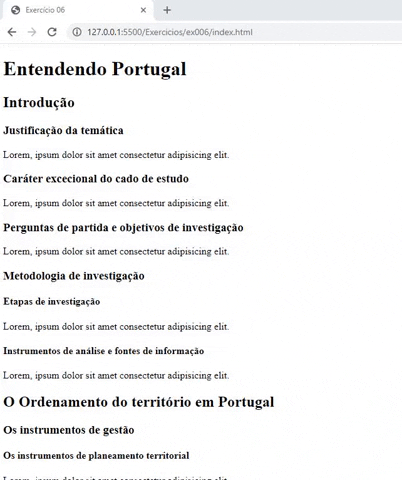 Exercício 06
127.0.0.1:5500/Exercicios/ex006/index.html
Entendendo Portugal
Introdução
Justificação da temática
Lorem, ipsum dolor sit amet consectetur adipisicing elit.
Caráter excecional do cado de estudo
Lorem, ipsum dolor sit amet consectetur adipisicing elit.
Perguntas de partida e objetivos de investigação
Lorem, ipsum dolor sit amet consectetur adipisicing elit.
Metodologia de investigação
Etapas de investigação
Lorem, ipsum dolor sit amet consectetur adipisicing elit.
Instrumentos de análise e fontes de informação
Lorem, ipsum dolor sit amet consectetur adipisicing elit.
O Ordenamento do território em Portugal
Os instrumentos de gestão
Os instrumentos de planeamento territorial